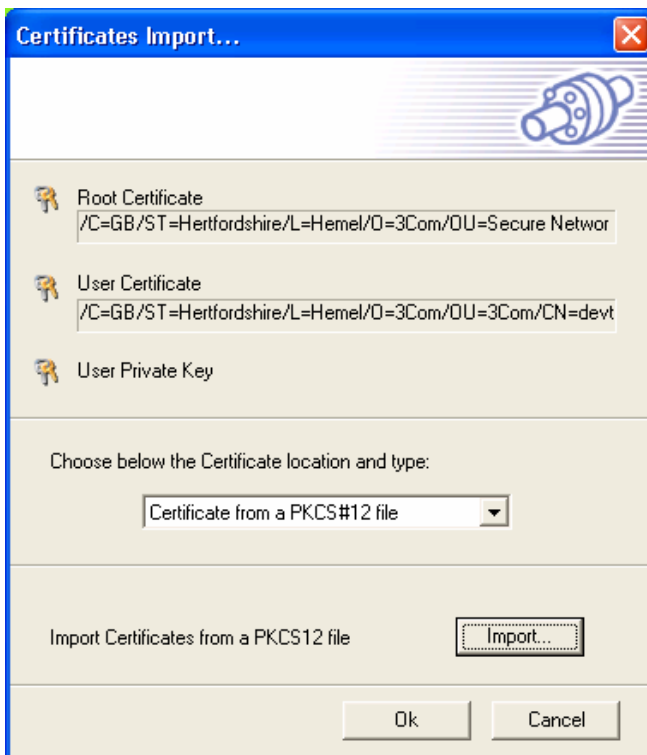 Certificates Import...
Root Certificate
/C=GB/ST=Hertfordshire/L=Hemel/O=3Com/OU=Secure Networ
User Certificate
/C=GB/ST=Hertfordshire/L=Hemel/O=3Com/OU=3Com/CN=devt
User Private Key
Choose below the Certificate location and type:
Certificate from a PKCS#12 file
Import Certificates from a PKCS12 file
Import...
Ok
Cancel